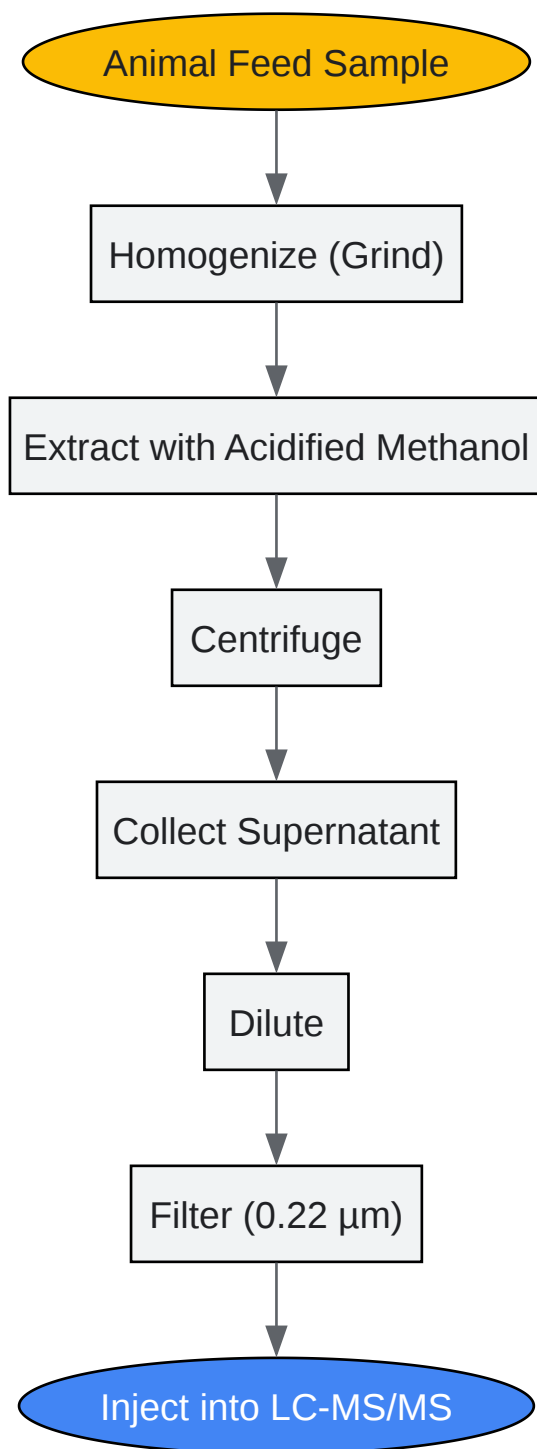 Animal Feed Sample
Homogenize (Grind)
Extract with Acidified Methanol
Centrifuge
Collect Supernatant
Dilute
Filter (0.22 µm)
Inject into LC-MS/MS